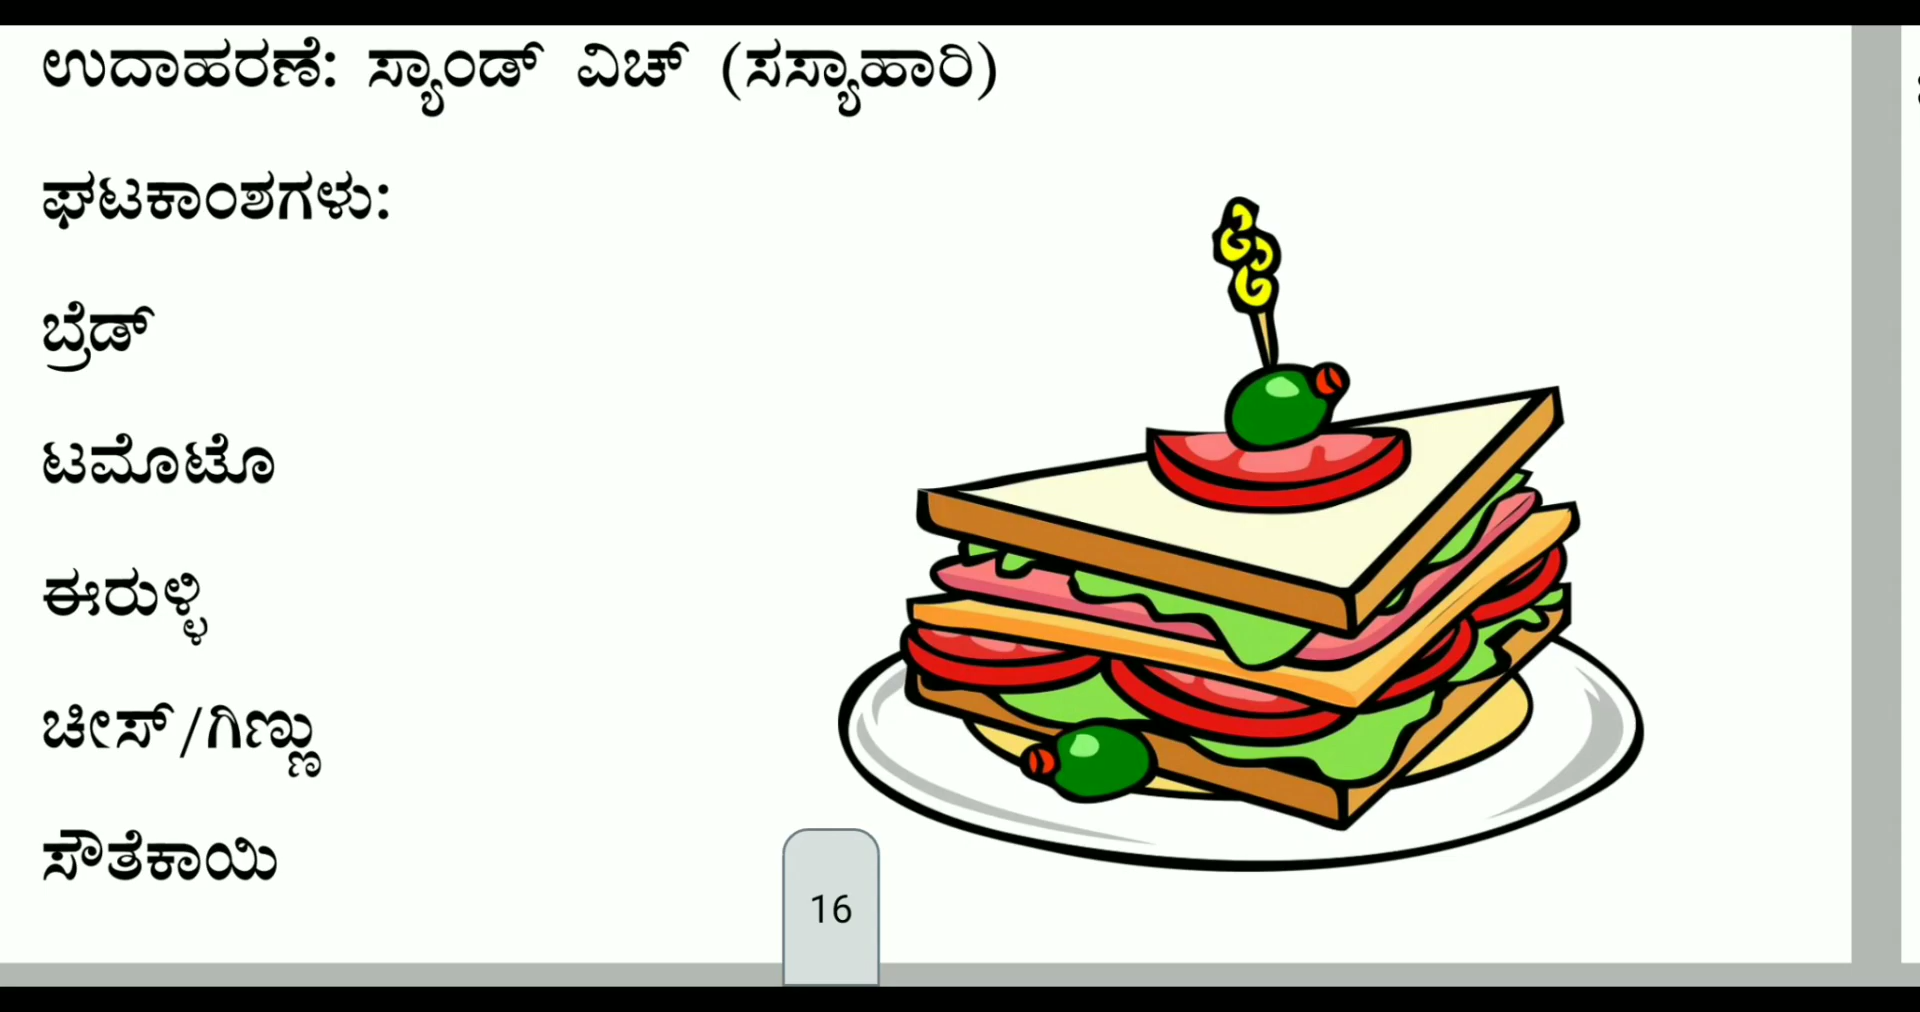 ಉದಾಹರಣೆ: ಸ್ಯಾಂಡ್ ವಿಚ್ (ಸಸ್ಯಾಹಾರಿ)
ಘಟಕಾಂಶಗಳು:
ಬ್ರೆಡ್
ಟಮೊಟೊ
ಈರುಳ್ಳಿ
ಚೀಸ್/ಗಿಣ್ಣು
ಸೌತೆಕಾಯಿ
16